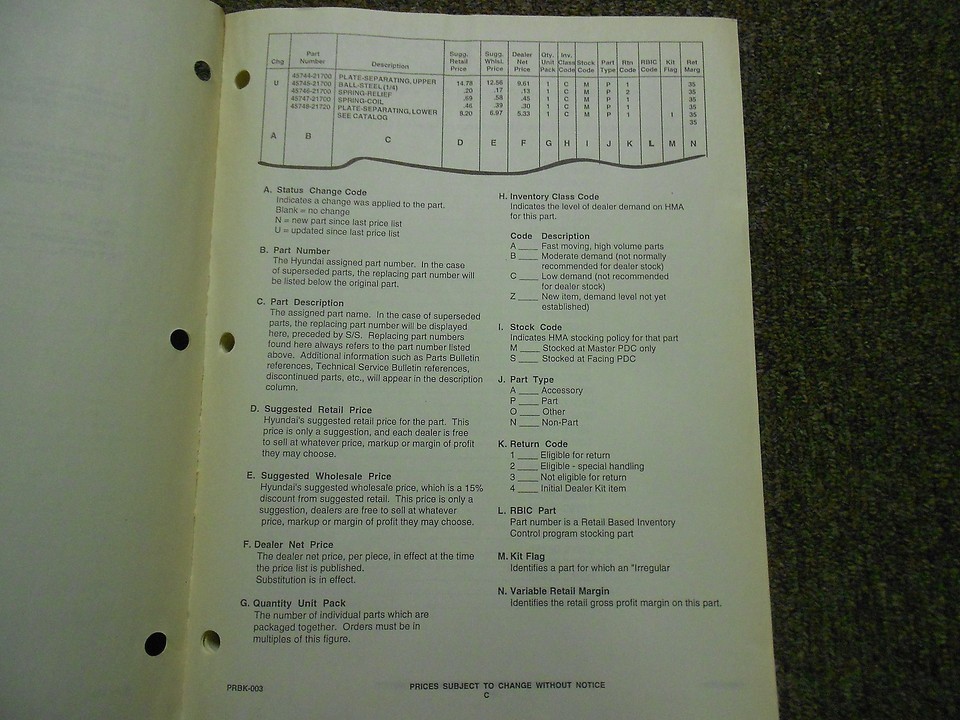 Chg Part Number Description Sugg. Retail Price Sugg. Whlsl. Price Dealer Net Price Qty. Unit Pack Inv. Class Code Stock Code Part Type Rtn Code RBIC Code Kit Flag Ret Marg
U 45744-21700 PLATE-SEPARATING, UPPER 14.78 12.56 9.61 1 C M P 1 35
45745-21700 BALL-STEEL (1/4) .20 .17 .13 1 C M P 2 35
45746-21700 SPRING-RELIEF .69 .58 .45 1 C M P 1 35
45747-21700 SPRING-COIL .46 .39 .30 1 C M P 1 35
45748-21720 PLATE-SEPARATING, LOWER 8.20 6.97 5.33 1 C M P 1 I 35
SEE CATALOG 35
A B C D E F G H I J K L M N
A. Status Change Code
Indicates a change was applied to the part.
Blank = no change
N = new part since last price list
U = updated since last price list
B. Part Number
The Hyundai assigned part number. In the case
of superseded parts, the replacing part number will
be listed below the original part.
C. Part Description
The assigned part name. In the case of superseded
parts, the replacing part number will be displayed
here, preceded by S/S. Replacing part numbers
found here always refers to the part number listed
above. Additional information such as Parts Bulletin
references, Technical Service Bulletin references,
discontinued parts, etc., will appear in the description
column.
D. Suggested Retail Price
Hyundai's suggested retail price for the part. This
price is only a suggestion, and each dealer is free
to sell at whatever price, markup or margin of profit
they may choose.
E. Suggested Wholesale Price
Hyundai's suggested wholesale price, which is a 15%
discount from suggested retail. This price is only a
suggestion, dealers are free to sell at whatever
price, markup or margin of profit they may choose.
F. Dealer Net Price
The dealer net price, per piece, in effect at the time
the price list is published.
Substitution is in effect.
G. Quantity Unit Pack
The number of individual parts which are
packaged together. Orders must be in
multiples of this figure.
H. Inventory Class Code
Indicates the level of dealer demand on HMA
for this part.
Code Description
A ____ Fast moving, high volume parts
B ____ Moderate demand (not normally
recommended for dealer stock)
C ____ Low demand (not recommended
for dealer stock)
Z ____ New item, demand level not yet
established)
I. Stock Code
Indicates HMA stocking policy for that part
M ____ Stocked at Master PDC only
S ____ Stocked at Facing PDC
J. Part Type
A ____ Accessory
P ____ Part
O ____ Other
N ____ Non-Part
K. Return Code
1 ____ Eligible for return
2 ____ Eligible - special handling
3 ____ Not eligible for return
4 ____ Initial Dealer Kit item
L. RBIC Part
Part number is a Retail Based Inventory
Control program stocking part
M. Kit Flag
Identifies a part for which an "Irregular
N. Variable Retail Margin
Identifies the retail gross profit margin on this part.
PRBK-003
PRICES SUBJECT TO CHANGE WITHOUT NOTICE
C